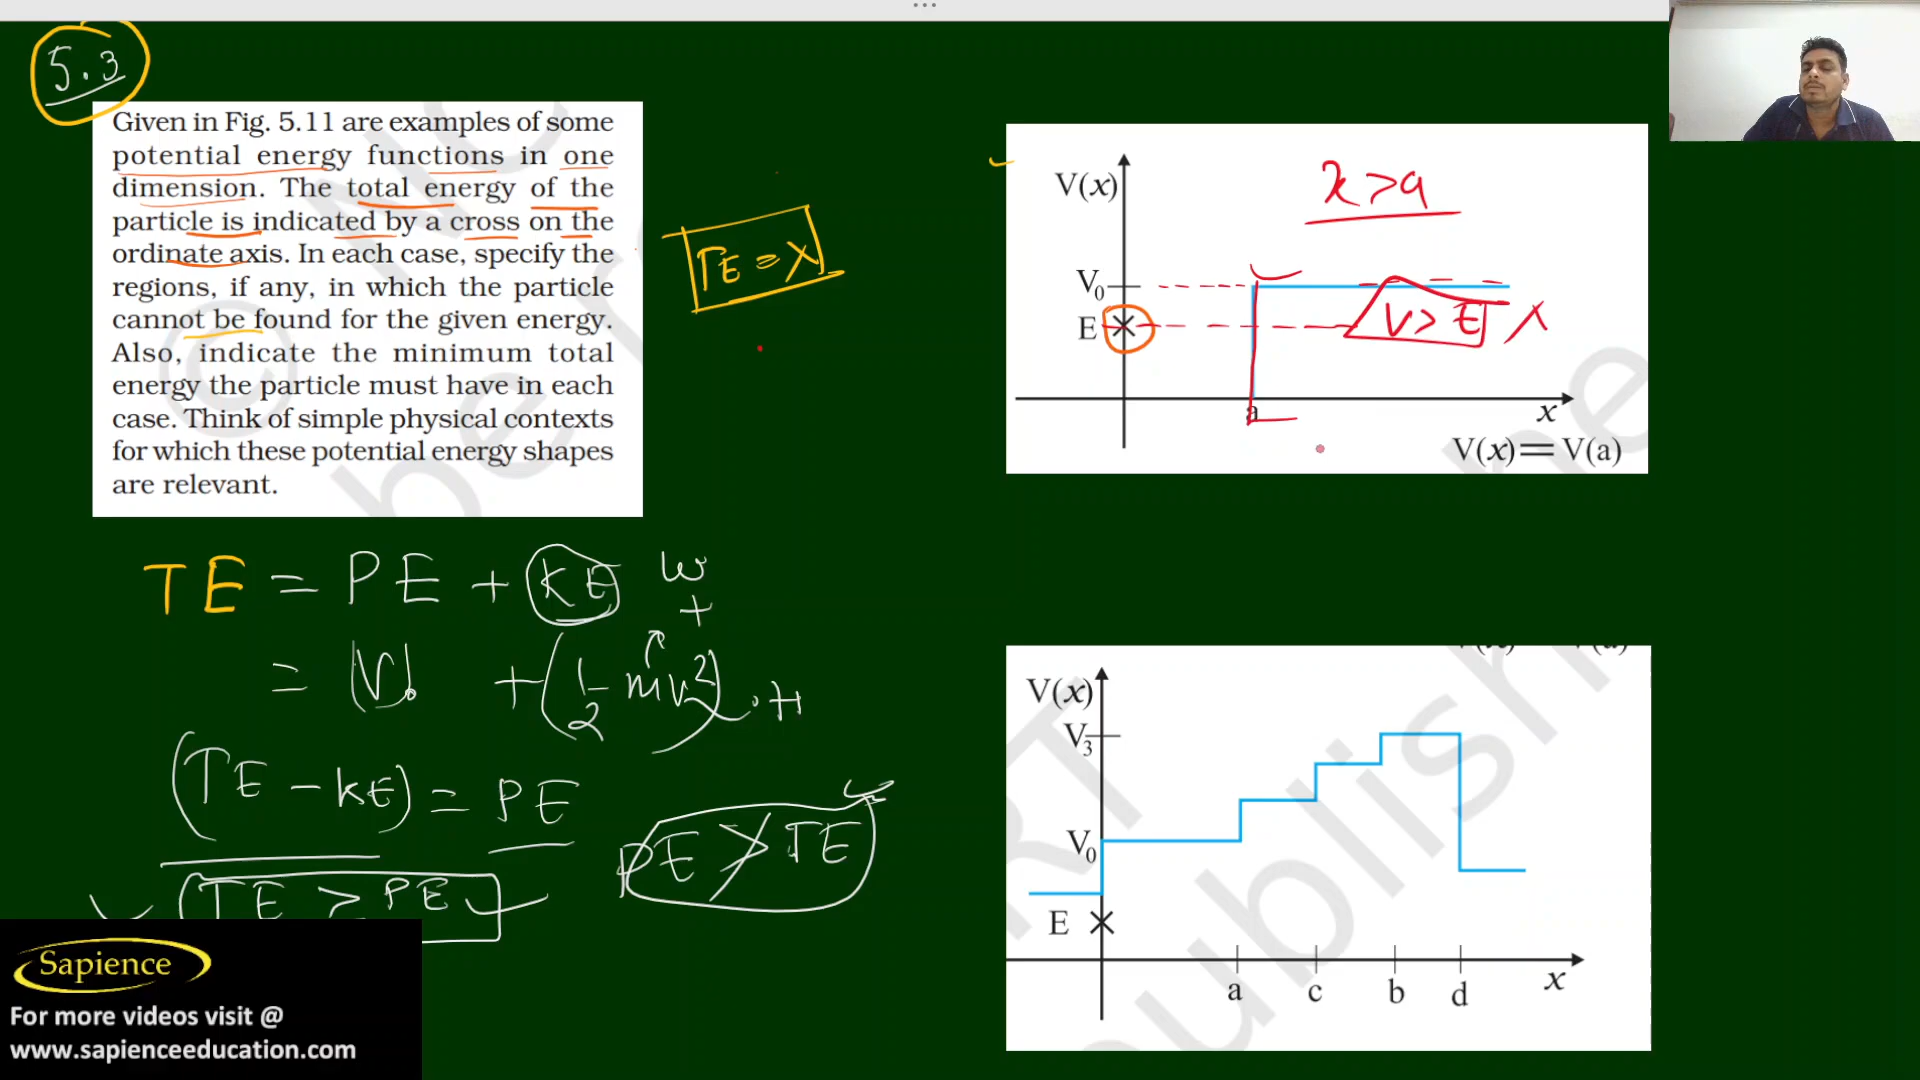 5.3
Given in Fig. 5.11 are examples of some
potential energy functions in one
dimension. The total energy of the
particle is indicated by a cross on the
ordinate axis. In each case, specify the
regions, if any, in which the particle
cannot be found for the given energy.
Also, indicate the minimum total
energy the particle must have in each
case. Think of simple physical contexts
for which these potential energy shapes
are relevant.
TE = X
TE = PE + KE
= V + (1/2 mv²)
(TE - KE) = PE
TE > PE
PE > TE
V(x)
x > a
V0
E
V > E X
a
x
V(x) = V(a)
V(x)
V3
V0
E
a c b d x
Sapience
For more videos visit @
www.sapienceeducation.com